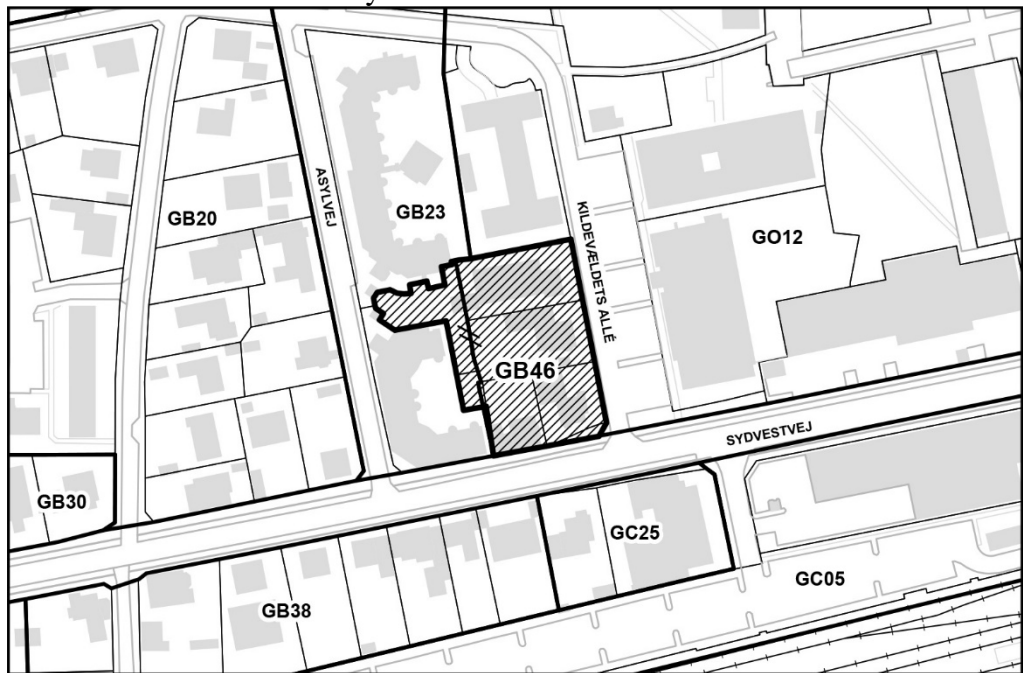 y
GB20
ASYLVEJ
GB23
KILDEVÆLDETS ALLÉ
GO12
GB46
SYDVESTVEJ
GB30
GC25
GC05
GB38